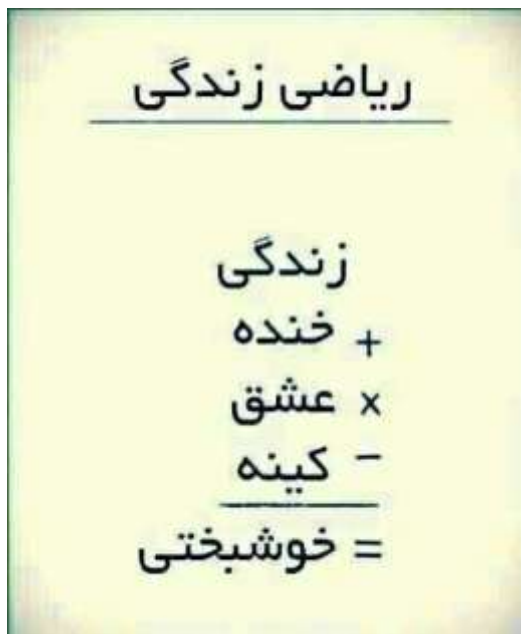 ریاضی زندگی
زندگی
+ خنده
× عشق
- کینه
= خوشبختی